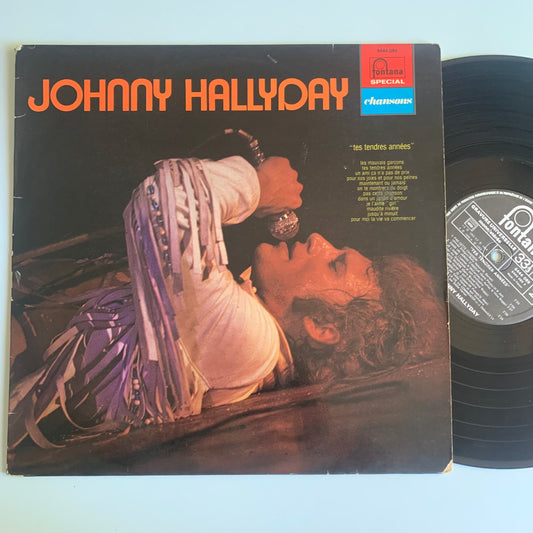 JOHNNY HALLYDAY
fontana
SPECIAL
chansons
"tes tendres années"
les mauvais garçons
tes tendres années
un ami ça n'a pas de prix
pour nos joies et pour nos peines
maintenant ou jamais
on te montrera du doigt
pas cette chanson
dans un jardin d'amour
je l'aime "girl"
maudite rivière
jusqu'à minuit
pour moi la vie va commencer
fontana
33
JOHNNY HALLYDAY